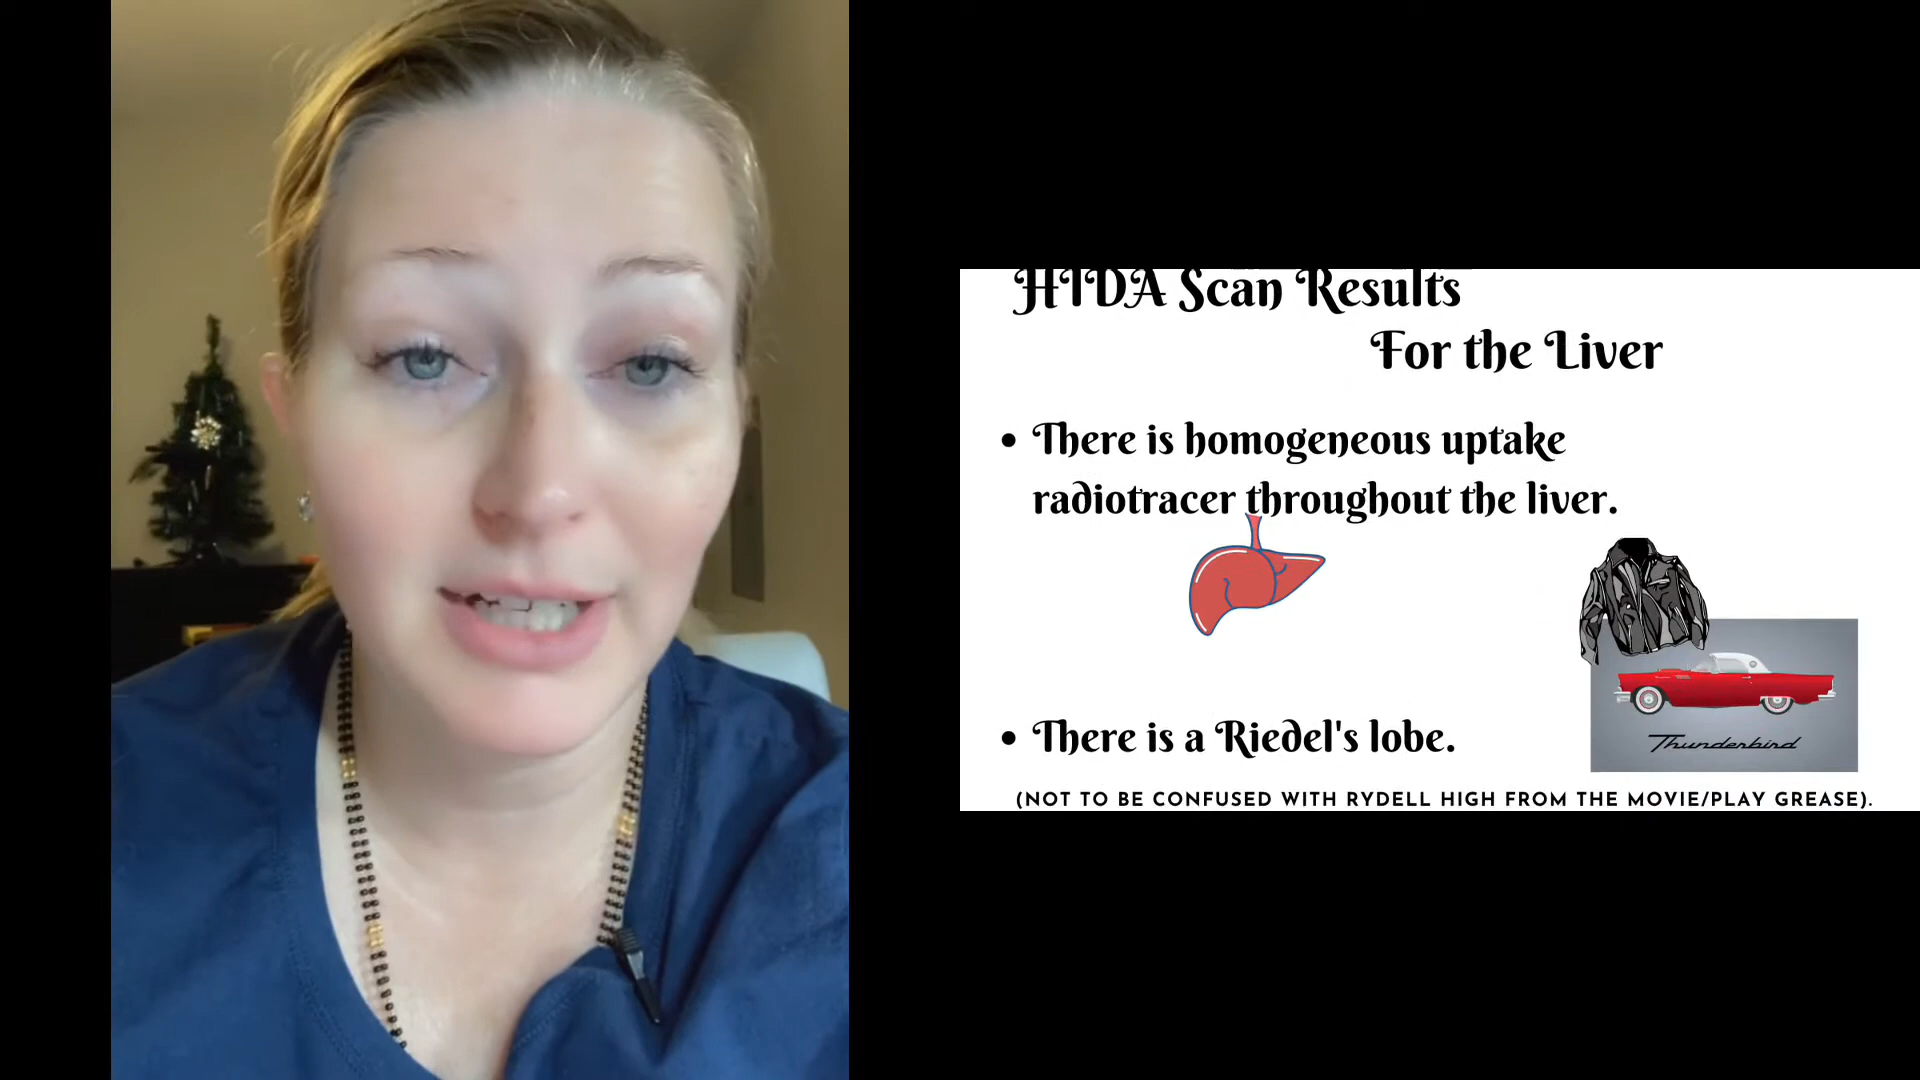 HIDA Scan Results
For the Liver
• There is homogeneous uptake
radiotracer throughout the liver.
• There is a Riedel's lobe.
Thunderbird
(NOT TO BE CONFUSED WITH RYDELL HIGH FROM THE MOVIE/PLAY GREASE).